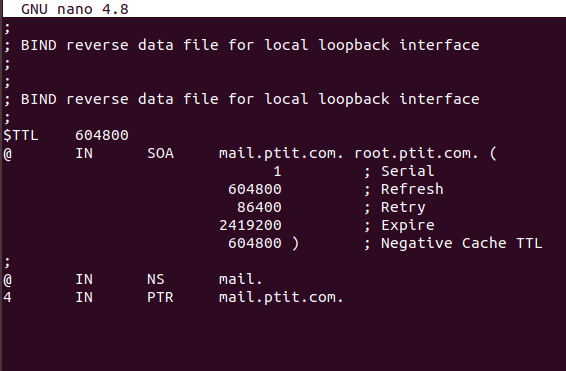 GNU nano 4.8
;
; BIND reverse data file for local loopback interface
;
;
; BIND reverse data file for local loopback interface
;
$TTL    604800
@       IN      SOA     mail.ptit.com. root.ptit.com. (
                              1         ; Serial
                         604800         ; Refresh
                          86400         ; Retry
                        2419200         ; Expire
                         604800 )       ; Negative Cache TTL
;
@       IN      NS      mail.
4       IN      PTR     mail.ptit.com.